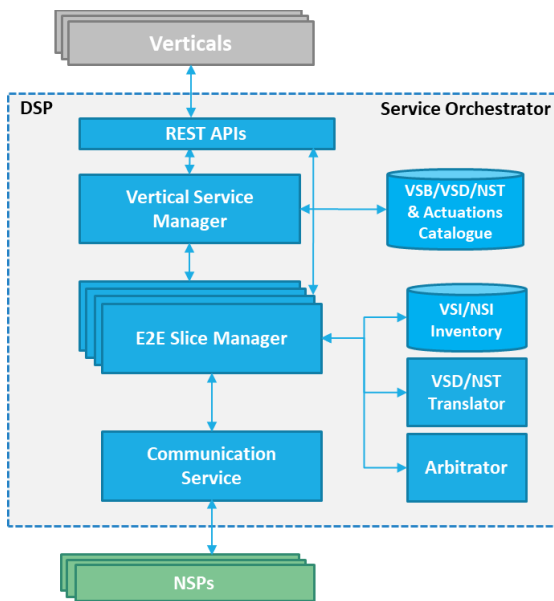 Verticals
DSP
Service Orchestrator
REST APIs
Vertical Service
Manager
VSB/VSD/NST
& Actuations
Catalogue
E2E Slice Manager
VSI/NSI
Inventory
VSD/NST
Translator
Communication
Service
Arbitrator
NSPs